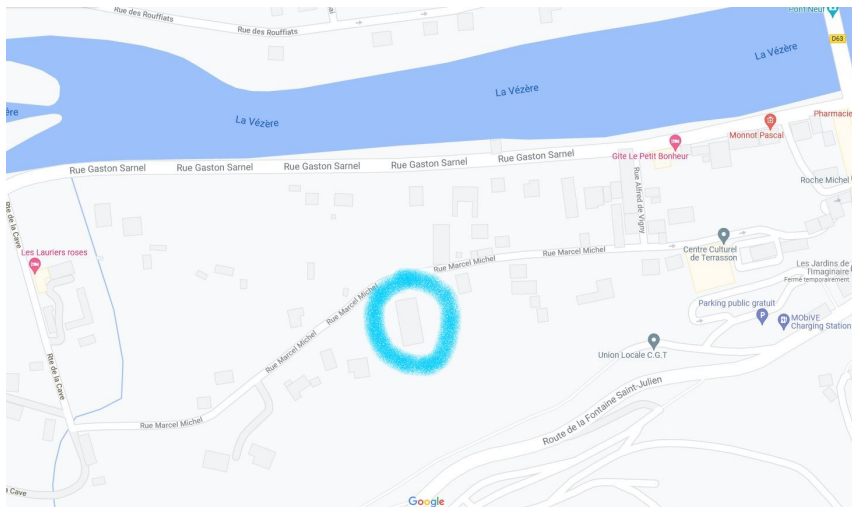 Rue des Rouffiats
Rue des Rouffiats
Pont Neuf
D63
La Vézère
La Vézère
La Vézère
ère
Pharmacie
Monnot Pascal
Gite Le Petit Bonheur
Rue Gaston Sarnel
Rue Gaston Sarnel
Rue Gaston Sarnel
Rue Gaston Sarnel
Rue Gaston Sarnel
Roche Michel
Rue Alfred de Vigny
Rte de la Cave
Les Lauriers roses
Centre Culturel
de Terrasson
Rue Marcel Michel
Rue Marcel Michel
Les Jardins de
l'Imaginaire
Fermé temporairement
Rue Marcel Michel
Parking public gratuit
P
MObiVE
Charging Station
Rue Marcel Michel
Union Locale C.G.T
Rte de la Cave
Route de la Fontaine Saint-Julien
Rue Marcel Michel
a Cave
Google